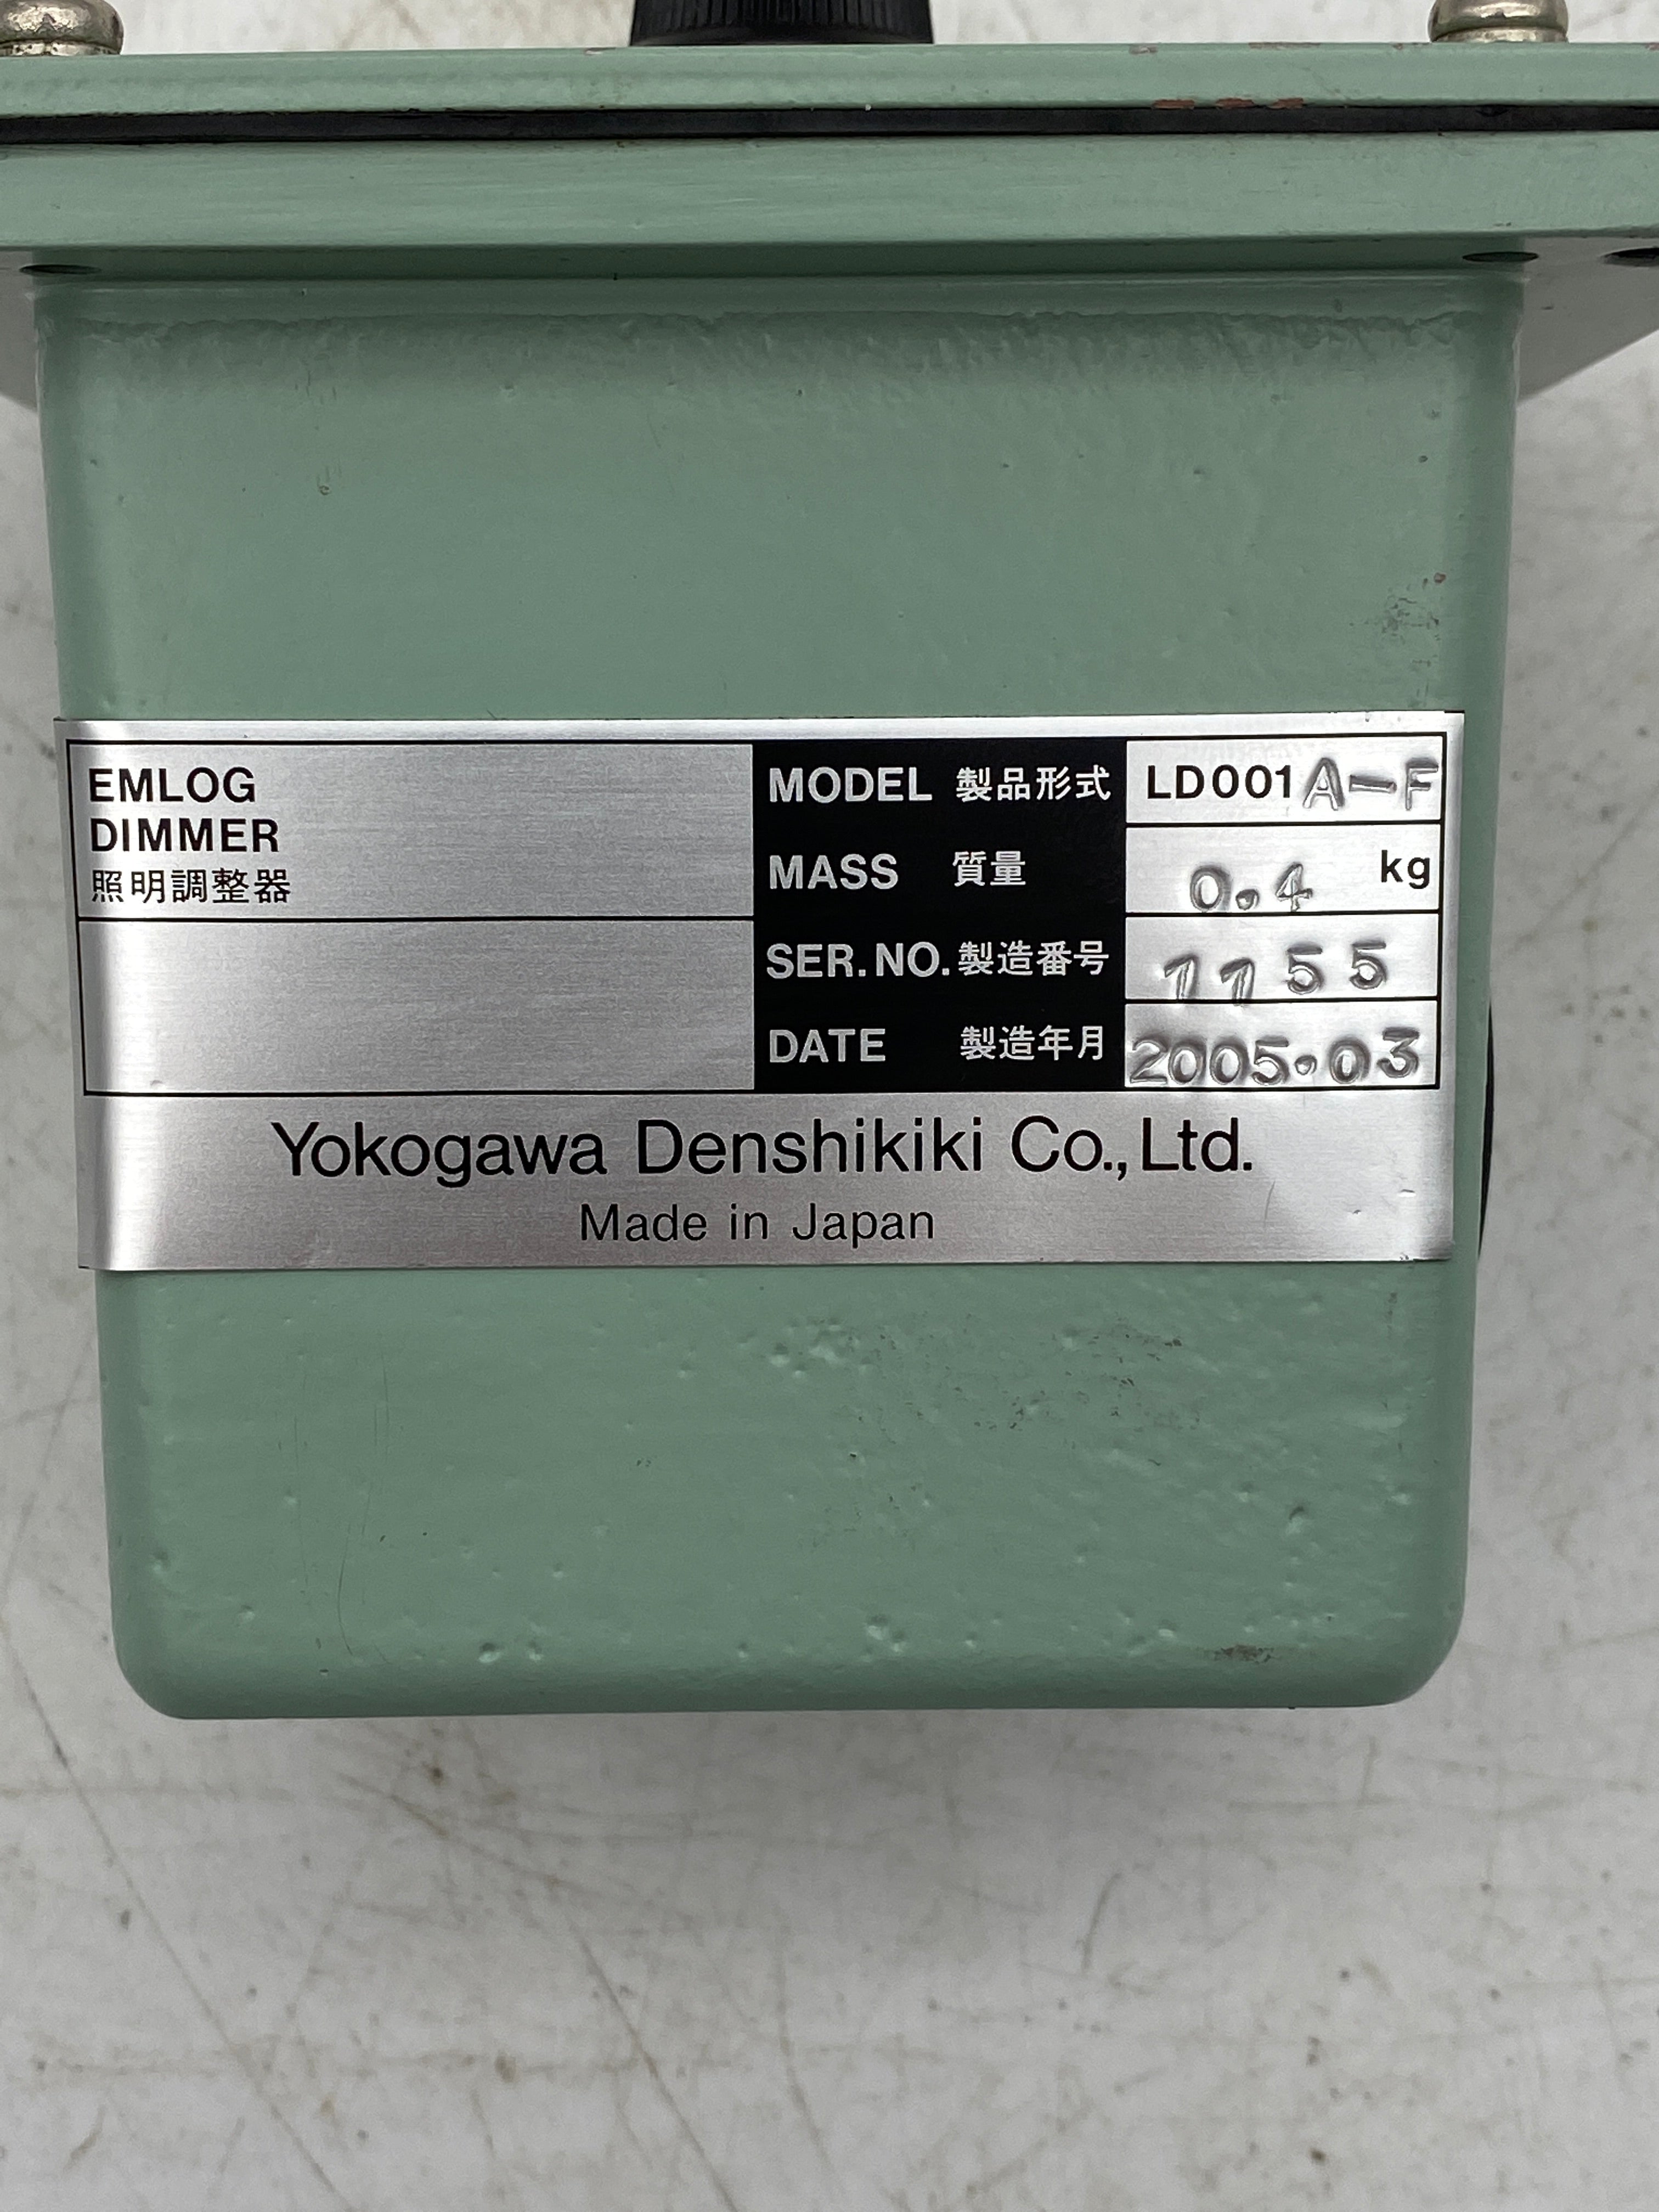 EMLOG
DIMMER
照明調整器
MODEL 製品形式 LD001A-F
MASS 質量 0.4 kg
SER.NO. 製造番号 1155
DATE 製造年月 2005.03
Yokogawa Denshikiki Co.,Ltd.
Made in Japan